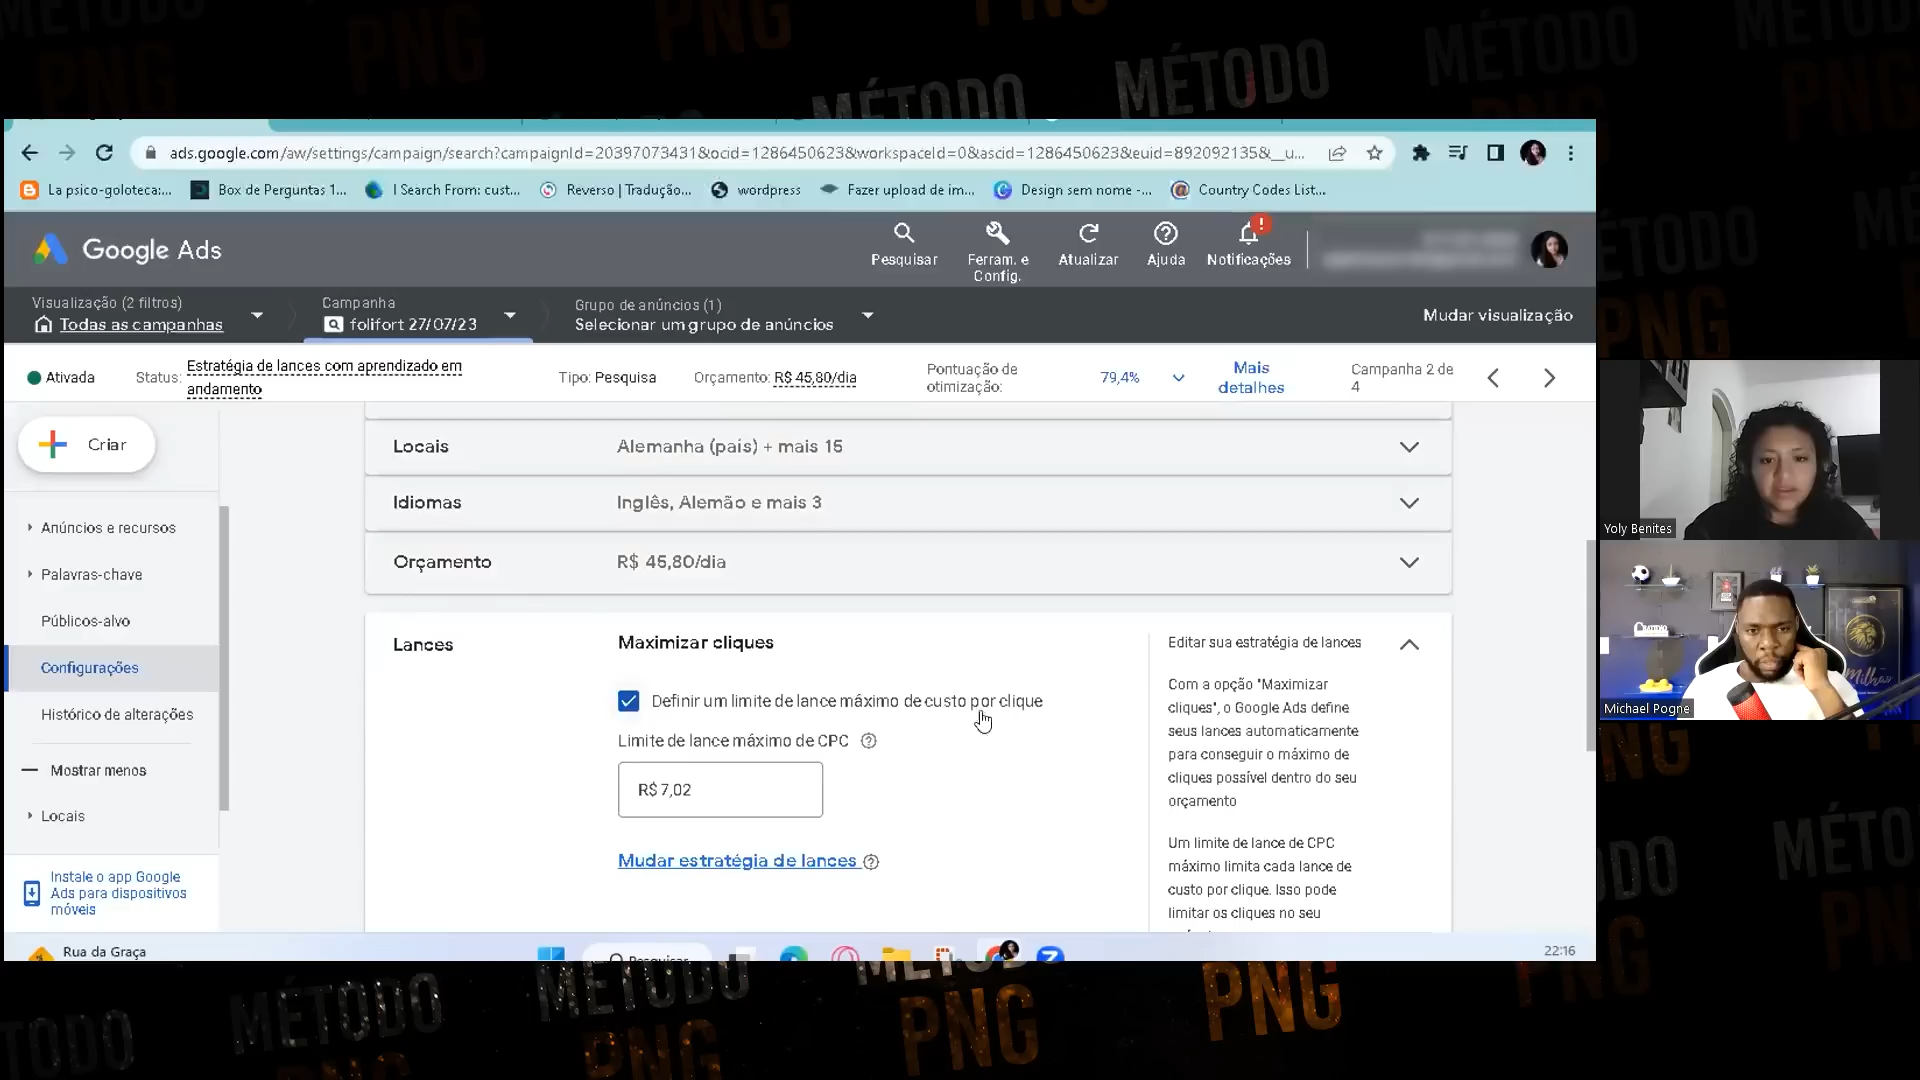 MÉTODO
PNG
ads.google.com/aw/settings/campaign/search?campaignId=20397073431&ocid=1286450623&workspaceId=0&ascid=1286450623&euid=892092135&__u...
La psico-goloteca:...
Box de Perguntas 1...
I Search From: cust...
Reverso | Tradução...
wordpress
Fazer upload de im...
Design sem nome -...
Country Codes List...
Google Ads
Pesquisar
Ferram. e
Config.
Atualizar
Ajuda
Notificações
Visualização (2 filtros)
Todas as campanhas
Campanha
folifort 27/07/23
Grupo de anúncios (1)
Selecionar um grupo de anúncios
Mudar visualização
Ativada
Status:
Estratégia de lances com aprendizado em
andamento
Tipo: Pesquisa
Orçamento: R$ 45,80/dia
Pontuação de
otimização:
79,4%
Mais
detalhes
Campanha 2 de
4
Criar
Anúncios e recursos
Palavras-chave
Públicos-alvo
Configurações
Histórico de alterações
Mostrar menos
Locais
Instale o app Google
Ads para dispositivos
móveis
Locais
Alemanha (país) + mais 15
Idiomas
Inglês, Alemão e mais 3
Orçamento
R$ 45,80/dia
Lances
Maximizar cliques
Definir um limite de lance máximo de custo por clique
Limite de lance máximo de CPC
R$ 7,02
Mudar estratégia de lances
Editar sua estratégia de lances
Com a opção "Maximizar
cliques", o Google Ads define
seus lances automaticamente
para conseguir o máximo de
cliques possível dentro do seu
orçamento
Um limite de lance de CPC
máximo limita cada lance de
custo por clique. Isso pode
limitar os cliques no seu
Rua da Graça
Pesquisar
22:16
Yoly Benites
Michael Pogne
MÉTODO
PNG